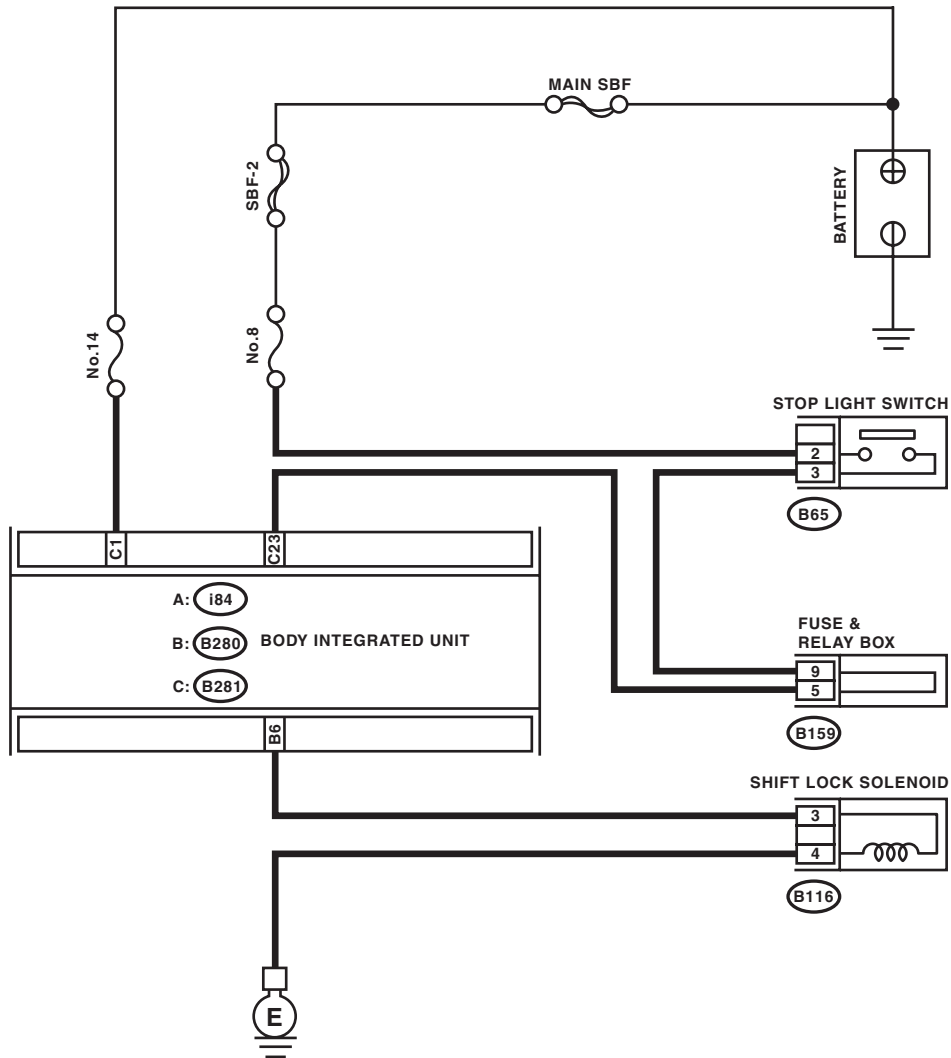 MAIN SBF
SBF-2
BATTERY
No.14
No.8
STOP LIGHT SWITCH
2
3
B65
C1
C23
A: i84
B: B280 BODY INTEGRATED UNIT
C: B281
FUSE &
RELAY BOX
9
5
B159
B6
SHIFT LOCK SOLENOID
3
4
B116
E